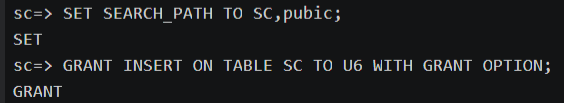 sc=> SET SEARCH_PATH TO SC,pubic;
SET
sc=> GRANT INSERT ON TABLE SC TO U6 WITH GRANT OPTION;
GRANT